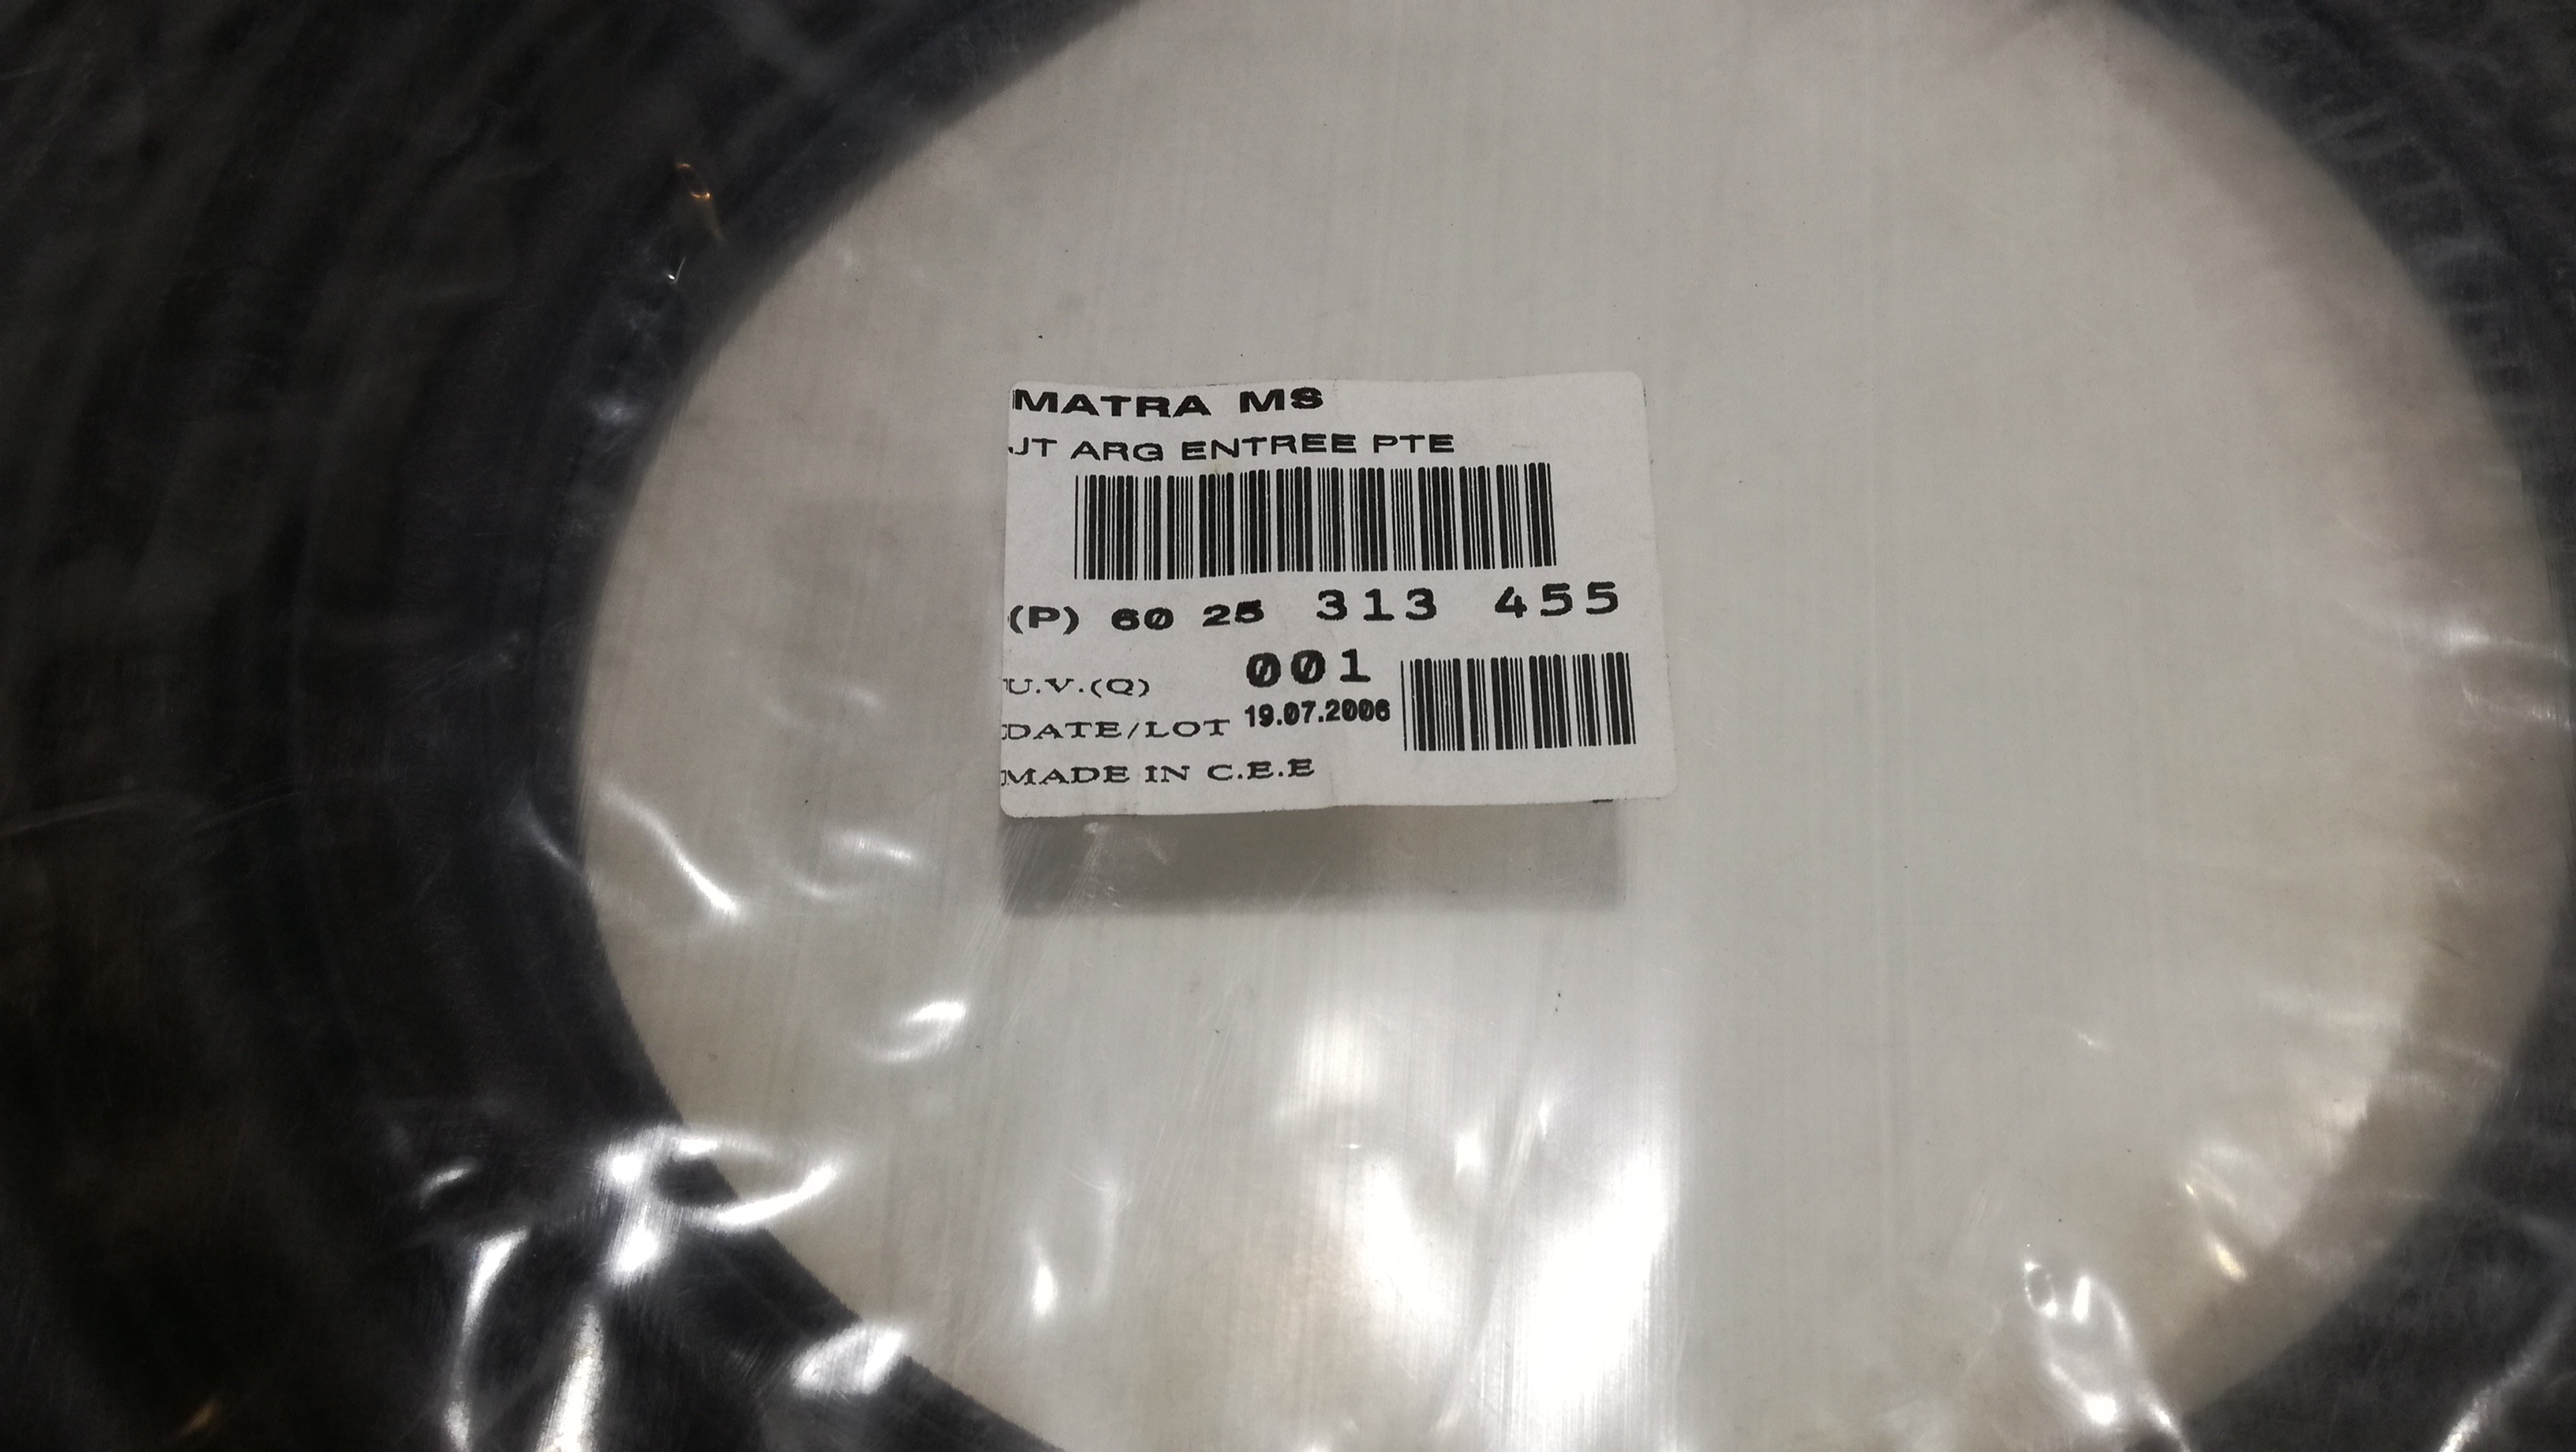 MATRA MS
JT ARG ENTREE PTE
(P) 60 25 313 455
U.V.(Q) 001
DATE/LOT 19.07.2006
MADE IN C.E.E